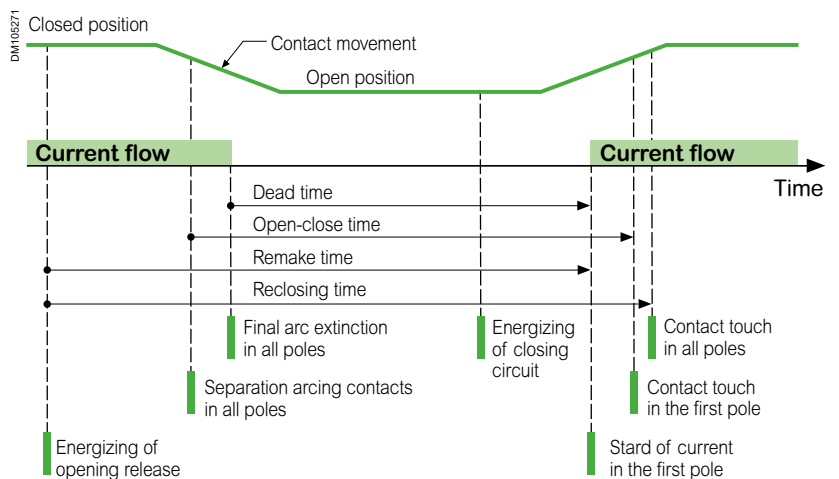 DM105271
Closed position
Contact movement
Open position
Current flow
Current flow
Time
Dead time
Open-close time
Remake time
Reclosing time
Final arc extinction
in all poles
Energizing
of closing
circuit
Contact touch
in all poles
Separation arcing contacts
in all poles
Contact touch
in the first pole
Energizing of
opening release
Stard of current
in the first pole